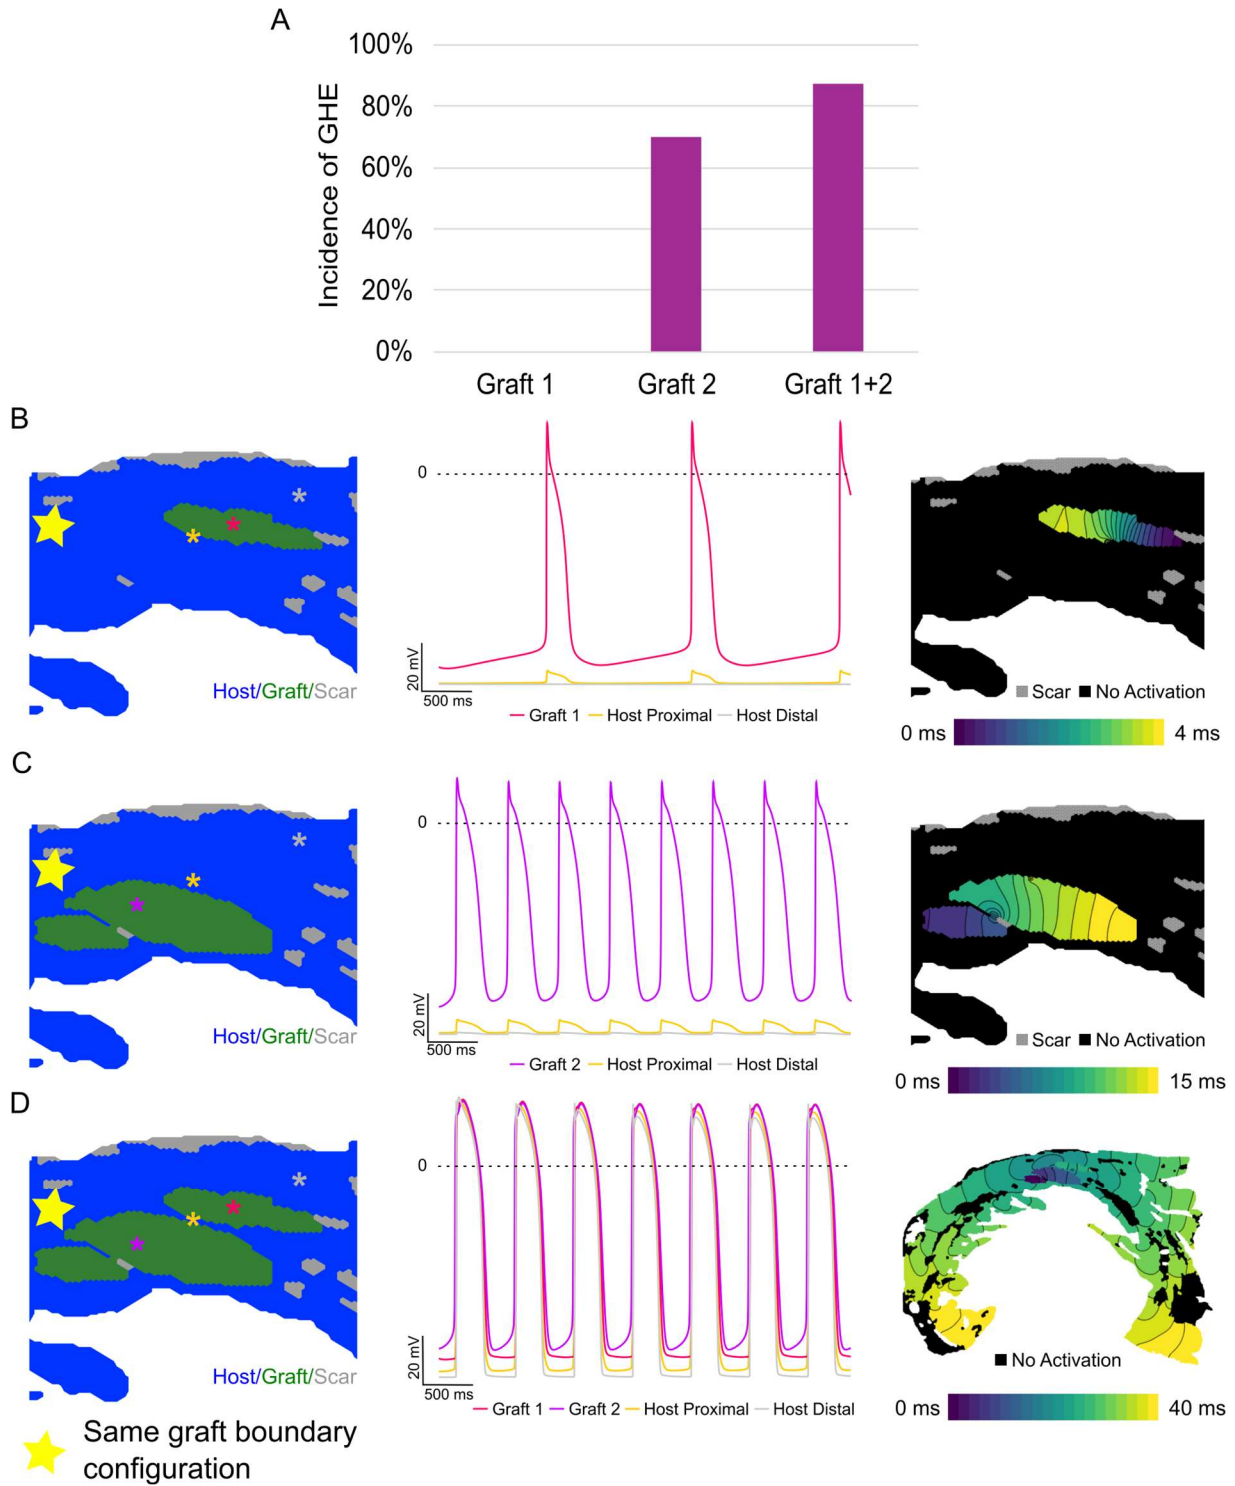 A
Incidence of GHE
100%
80%
60%
40%
20%
0%
Graft 1
Graft 2
Graft 1+2
B
*
*
*
Host/Graft/Scar
0
20 mV
500 ms
Graft 1 Host Proximal Host Distal
Scar No Activation
0 ms 4 ms
C
*
*
*
Host/Graft/Scar
0
20 mV
500 ms
Graft 2 Host Proximal Host Distal
Scar No Activation
0 ms 15 ms
D
*
*
*
*
Host/Graft/Scar
0
20 mV
500 ms
Graft 1 Graft 2 Host Proximal Host Distal
No Activation
0 ms 40 ms
Same graft boundary
configuration